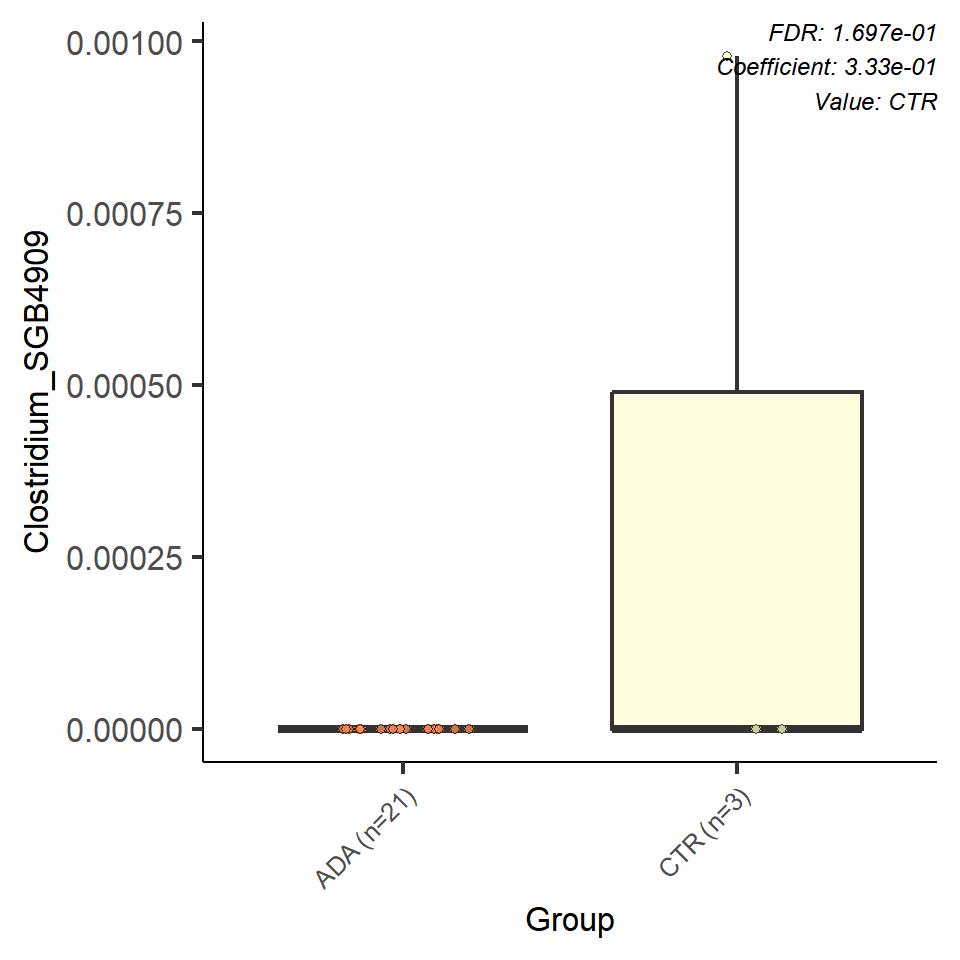 FDR: 1.697e-01
Coefficient: 3.33e-01
Value: CTR
0.00100
0.00075
0.00050
0.00025
0.00000
Clostridium_SGB4909
ADA (n=21)
CTR (n=3)
Group